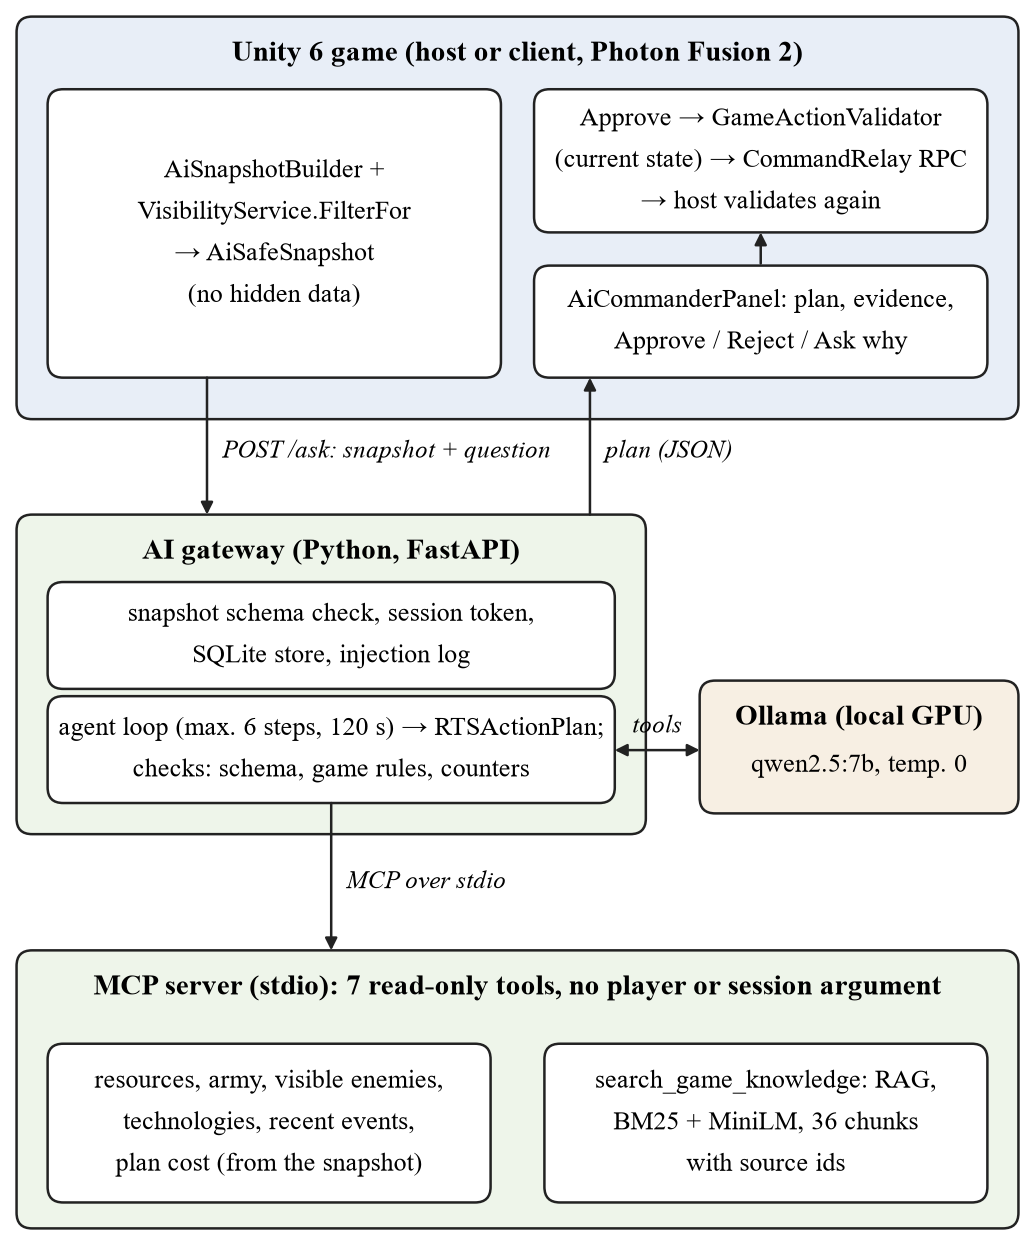 Unity 6 game (host or client, Photon Fusion 2)
AiSnapshotBuilder +
VisibilityService.FilterFor
→ AiSafeSnapshot
(no hidden data)
Approve → GameActionValidator
(current state) → CommandRelay RPC
→ host validates again
AiCommanderPanel: plan, evidence,
Approve / Reject / Ask why
POST /ask: snapshot + question
plan (JSON)
AI gateway (Python, FastAPI)
snapshot schema check, session token,
SQLite store, injection log
agent loop (max. 6 steps, 120 s) → RTSActionPlan;
checks: schema, game rules, counters
tools
Ollama (local GPU)
qwen2.5:7b, temp. 0
MCP over stdio
MCP server (stdio): 7 read-only tools, no player or session argument
resources, army, visible enemies,
technologies, recent events,
plan cost (from the snapshot)
search_game_knowledge: RAG,
BM25 + MiniLM, 36 chunks
with source ids